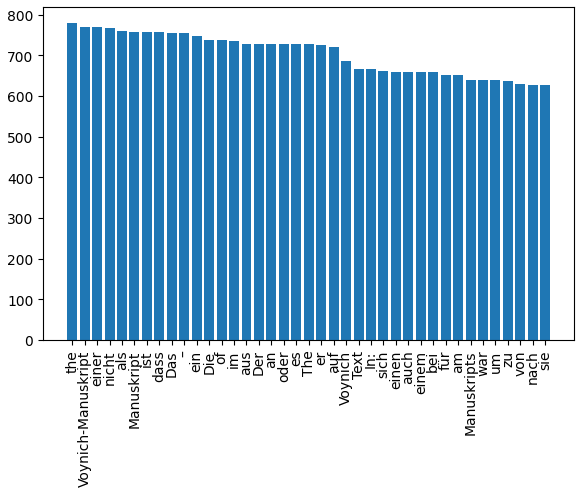 800
700
600
500
400
300
200
100
0
the
Voynich-Manuskript
einer
nicht
als
Manuskript
ist
dass
Das
–
ein
Die
of
im
aus
Der
an
oder
es
The
er
auf
Voynich
Text
In:
sich
einen
auch
einem
bei
für
am
Manuskripts
war
um
zu
von
nach
sie